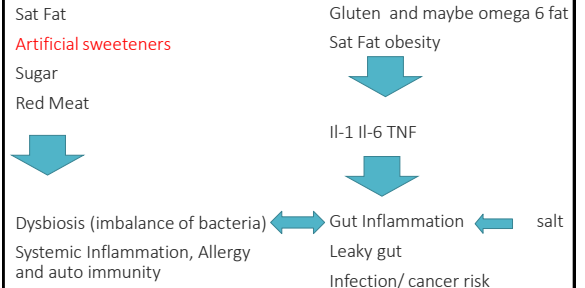 Sat Fat
Artificial sweeteners
Sugar
Red Meat
Gluten  and maybe omega 6 fat
Sat Fat obesity
Il-1 Il-6 TNF
Dysbiosis (imbalance of bacteria)
Systemic Inflammation, Allergy
and auto immunity
Gut Inflammation
salt
Leaky gut
Infection/ cancer risk